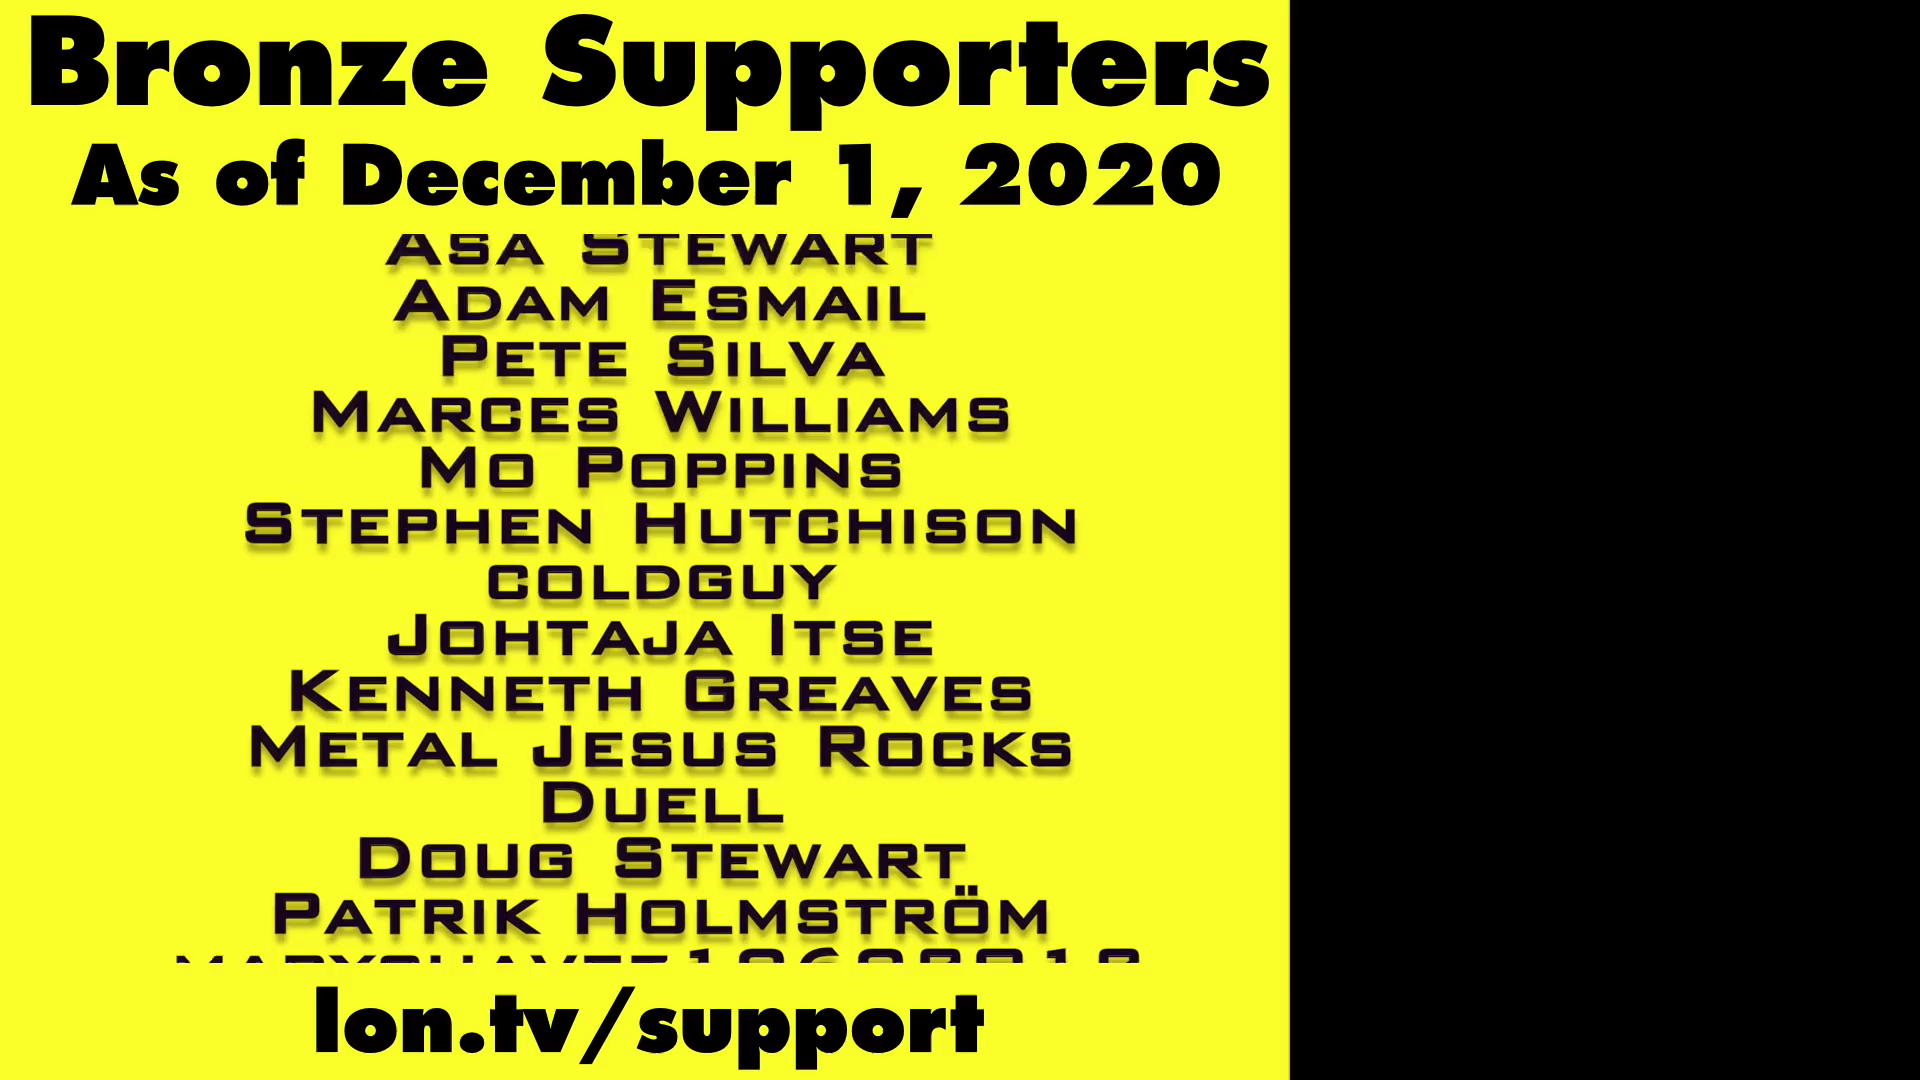 Bronze Supporters
As of December 1, 2020
Asa Stewart
Adam Esmail
Pete Silva
Marces Williams
Mo Poppins
Stephen Hutchison
coldguy
Johtaja Itse
Kenneth Greaves
Metal Jesus Rocks
Duell
Doug Stewart
Patrik Holmström
lon.tv/support